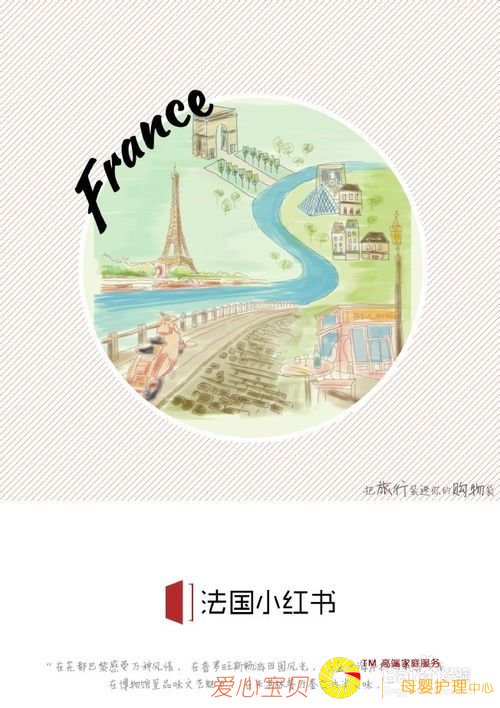 France
BOULANGE
把旅行装进你的购物袋
法国小红书
“在花都巴黎感受万种风情，在普罗旺斯畅游田园风光，
TM 高端家庭服务
在博物馆里品味文艺
爱心宝贝
母婴护理中心